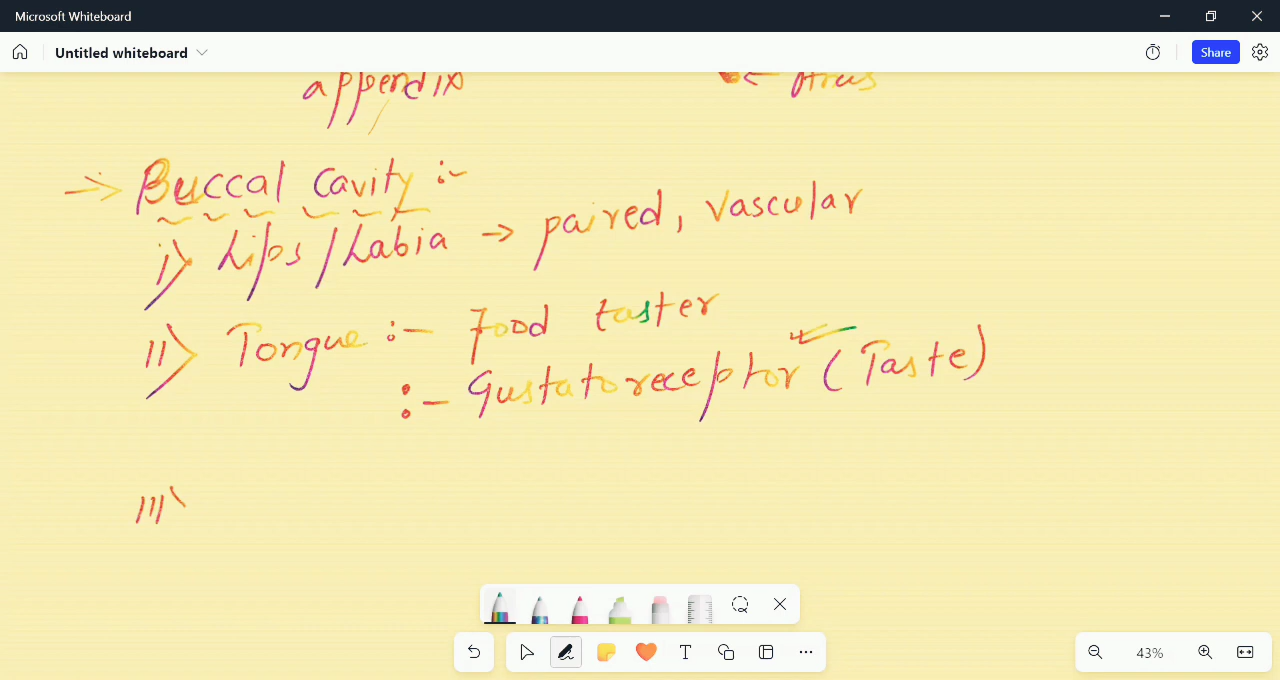 Microsoft Whiteboard
Untitled whiteboard
Share
appendix
→ Buccal Cavity :-
i) Lips / Labia → paired, vascular
ii) Tongue :- Food taster
:- Gustatoreceptor (Taste)
iii)
T
43%